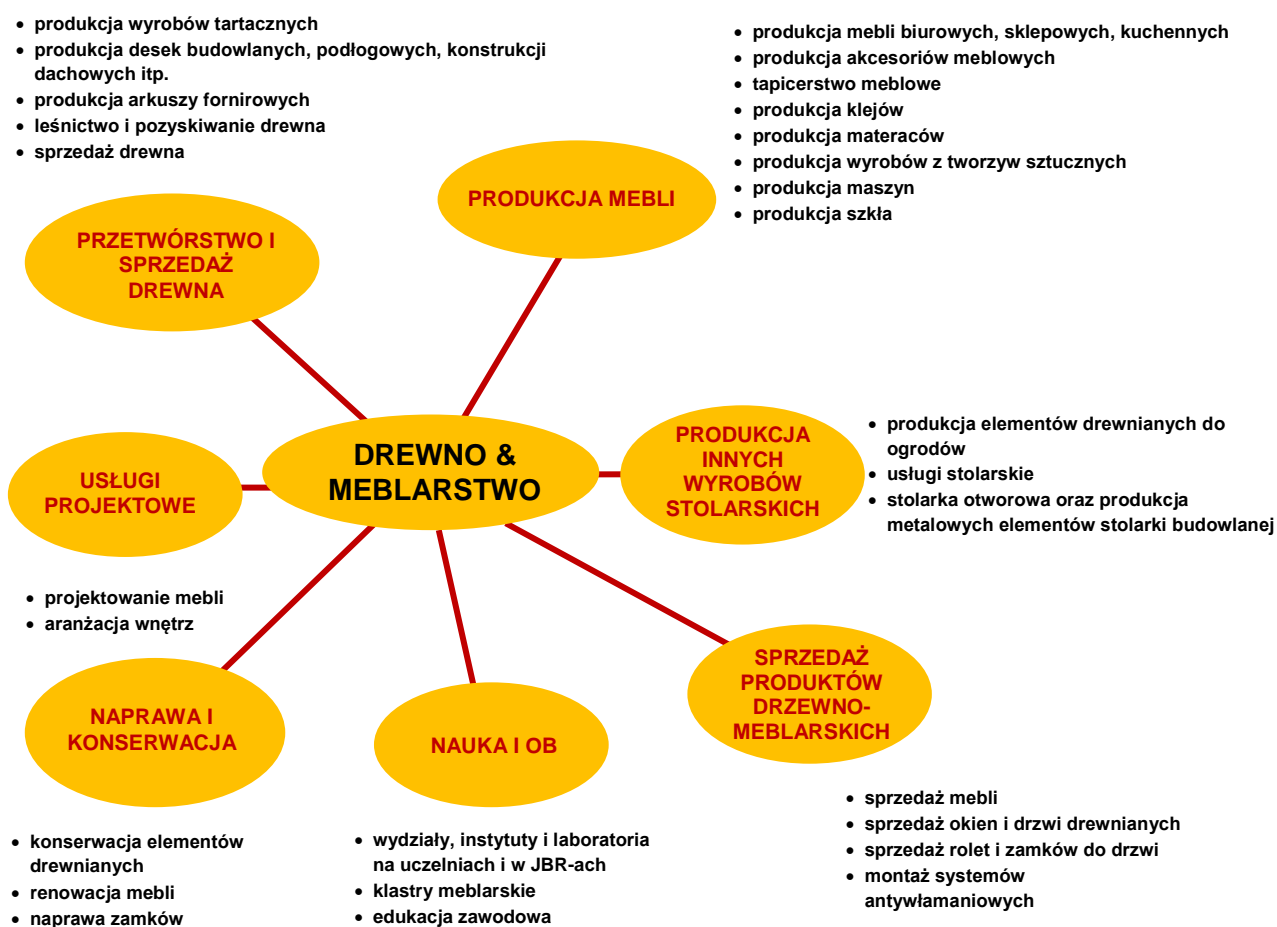 • produkcja wyrobów tartacznych
• produkcja desek budowlanych, podłogowych, konstrukcji
dachowych itp.
• produkcja arkuszy fornirowych
• leśnictwo i pozyskiwanie drewna
• sprzedaż drewna
• produkcja mebli biurowych, sklepowych, kuchennych
• produkcja akcesoriów meblowych
• tapicerstwo meblowe
• produkcja klejów
• produkcja materaców
• produkcja wyrobów z tworzyw sztucznych
• produkcja maszyn
• produkcja szkła
PRODUKCJA MEBLI
PRZETWÓRSTWO I
SPRZEDAŻ
DREWNA
DREWNO &
MEBLARSTWO
PRODUKCJA
INNYCH
WYROBÓW
STOLARSKICH
• produkcja elementów drewnianych do
ogrodów
• usługi stolarskie
• stolarka otworowa oraz produkcja
metalowych elementów stolarki budowlanej
USŁUGI
PROJEKTOWE
• projektowanie mebli
• aranżacja wnętrz
NAPRAWA I
KONSERWACJA
NAUKA I OB
SPRZEDAŻ
PRODUKTÓW
DRZEWNO-
MEBLARSKICH
• konserwacja elementów
drewnianych
• renowacja mebli
• naprawa zamków
• wydziały, instytuty i laboratoria
na uczelniach i w JBR-ach
• klastry meblarskie
• edukacja zawodowa
• sprzedaż mebli
• sprzedaż okien i drzwi drewnianych
• sprzedaż rolet i zamków do drzwi
• montaż systemów
antywłamaniowych